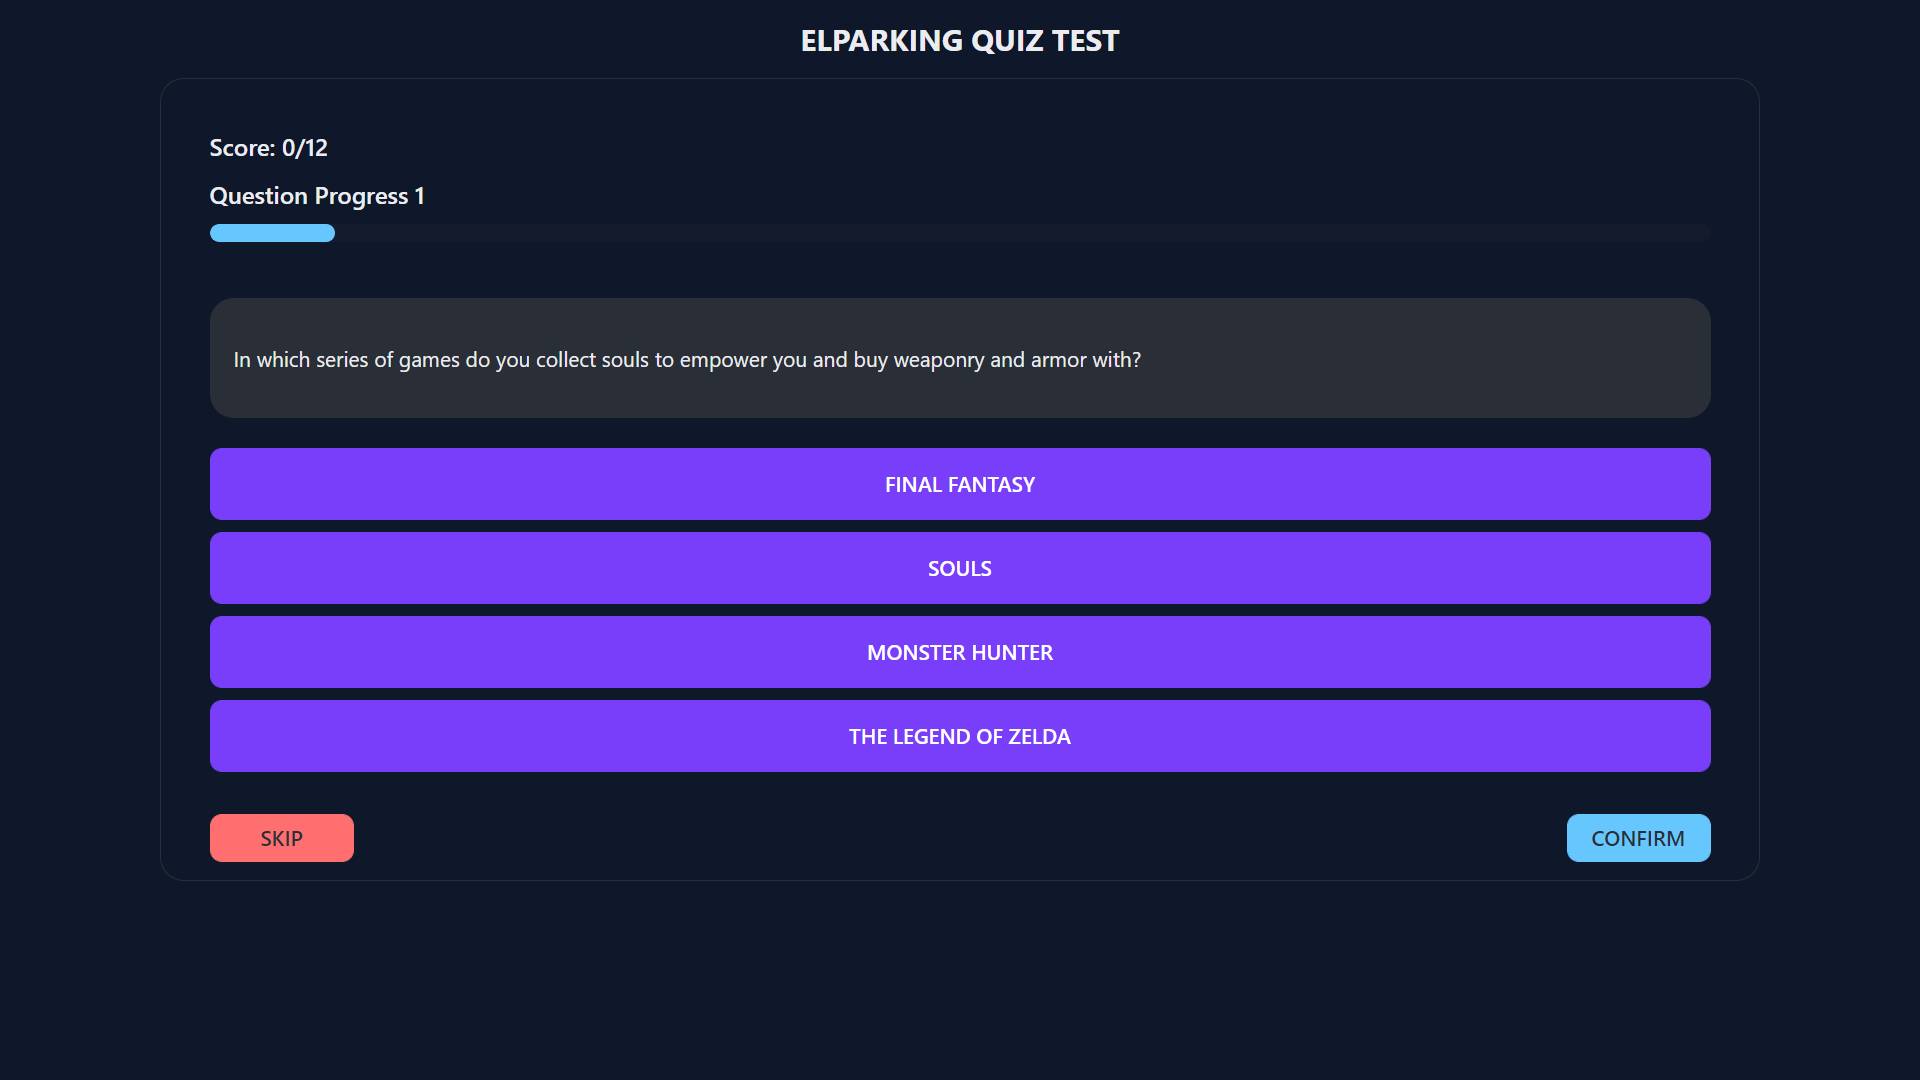 ELPARKING QUIZ TEST
Score: 0/12
Question Progress 1
In which series of games do you collect souls to empower you and buy weaponry and armor with?
FINAL FANTASY
SOULS
MONSTER HUNTER
THE LEGEND OF ZELDA
SKIP
CONFIRM